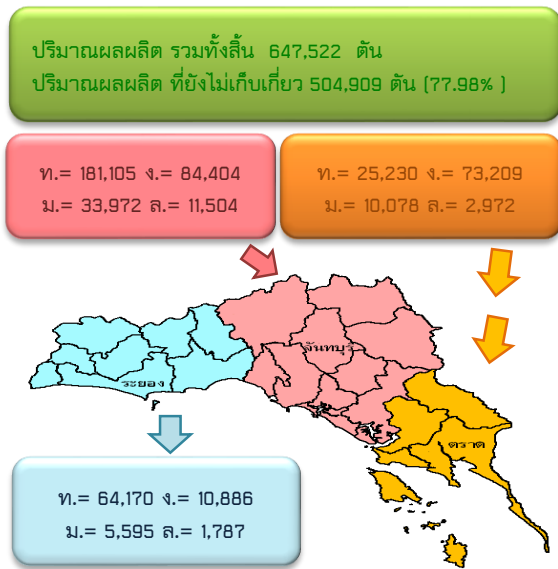 ปริมาณผลผลิต รวมทั้งสิ้น 647,522 ตัน
ปริมาณผลผลิต ที่ยังไม่เก็บเกี่ยว 504,909 ตัน (77.98% )
ท.= 181,105 ง.= 84,404
ม.= 33,972 ล.= 11,504
ท.= 25,230 ง.= 73,209
ม.= 10,078 ล.= 2,972
จันทบุรี
ระยอง
ตราด
ท.= 64,170 ง.= 10,886
ม.= 5,595 ล.= 1,787